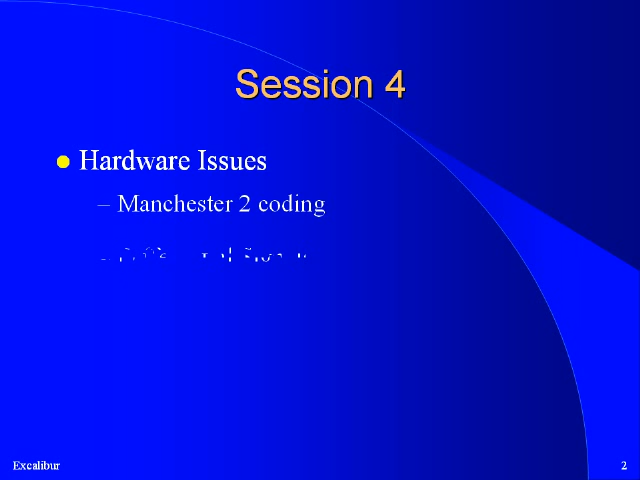 Session 4
Hardware Issues
– Manchester 2 coding
Excalibur
2